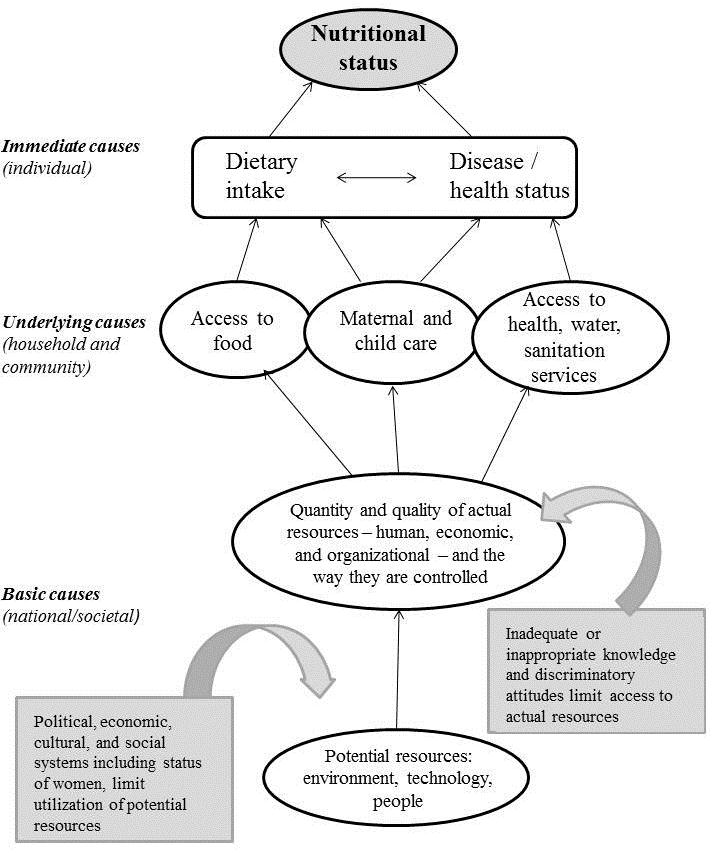 Nutritional
status
Immediate causes
(individual)
Dietary
intake
Disease /
health status
Underlying causes
(household and
community)
Access to
food
Maternal and
child care
Access to
health, water,
sanitation
services
Quantity and quality of actual
resources – human, economic,
and organizational – and the
way they are controlled
Basic causes
(national/societal)
Inadequate or
inappropriate knowledge
and discriminatory
attitudes limit access to
actual resources
Political, economic,
cultural, and social
systems including status
of women, limit
utilization of potential
resources
Potential resources:
environment, technology,
people